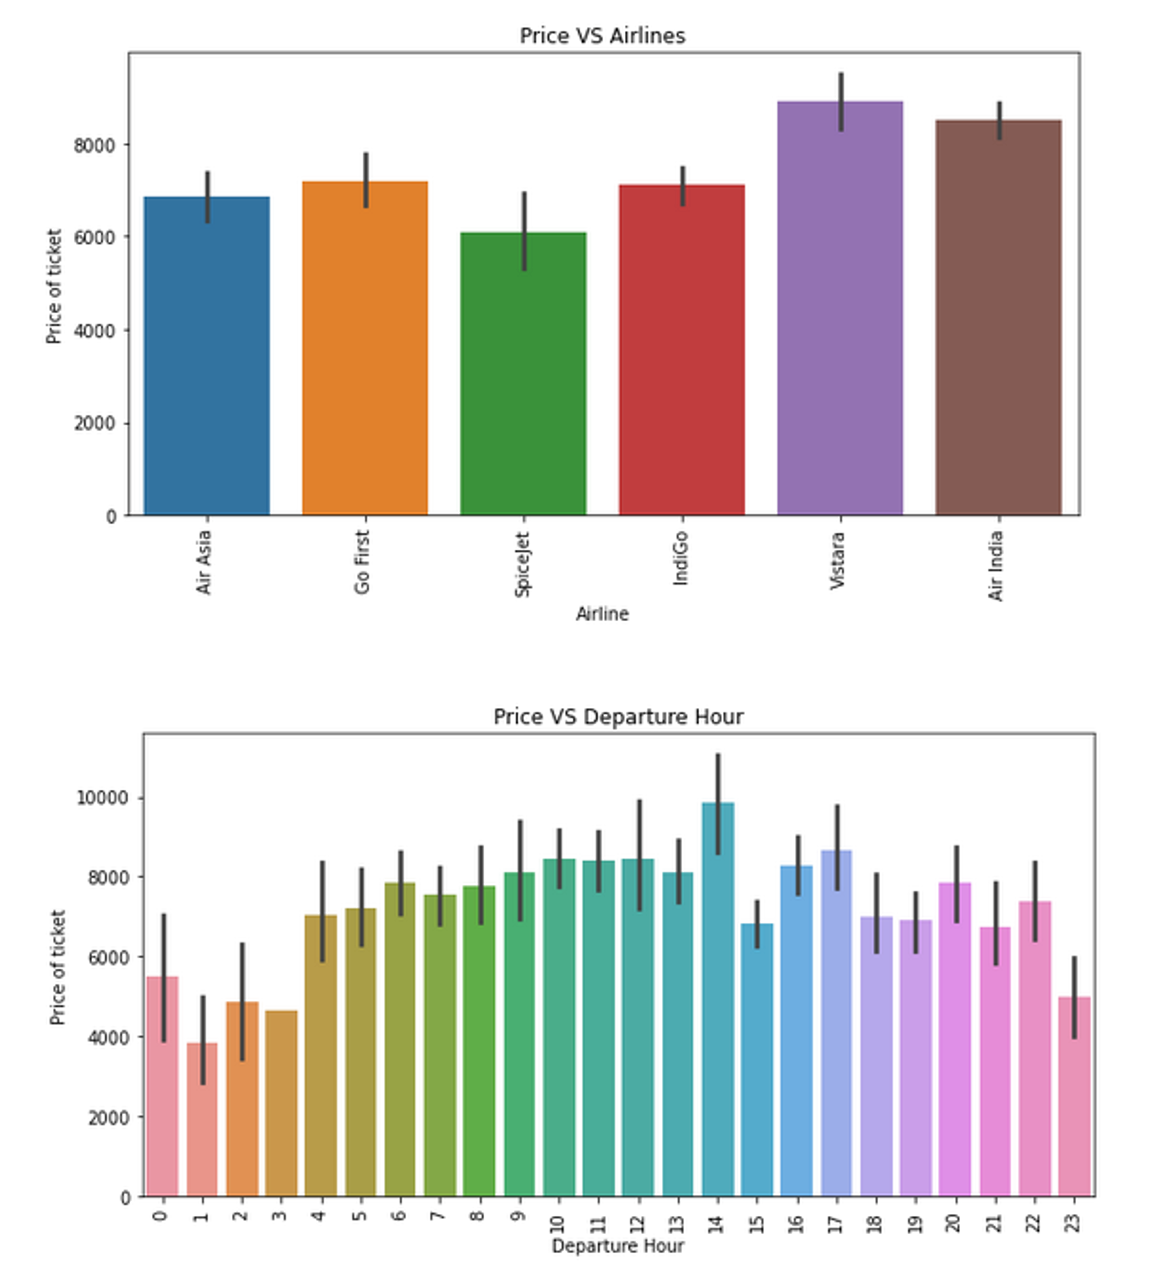 Price VS Airlines
Price of ticket
8000
6000
4000
2000
0
Air Asia
Go First
SpiceJet
IndiGo
Vistara
Air India
Airline
Price VS Departure Hour
Price of ticket
10000
8000
6000
4000
2000
0
0 1 2 3 4 5 6 7 8 9 10 11 12 13 14 15 16 17 18 19 20 21 22 23
Departure Hour